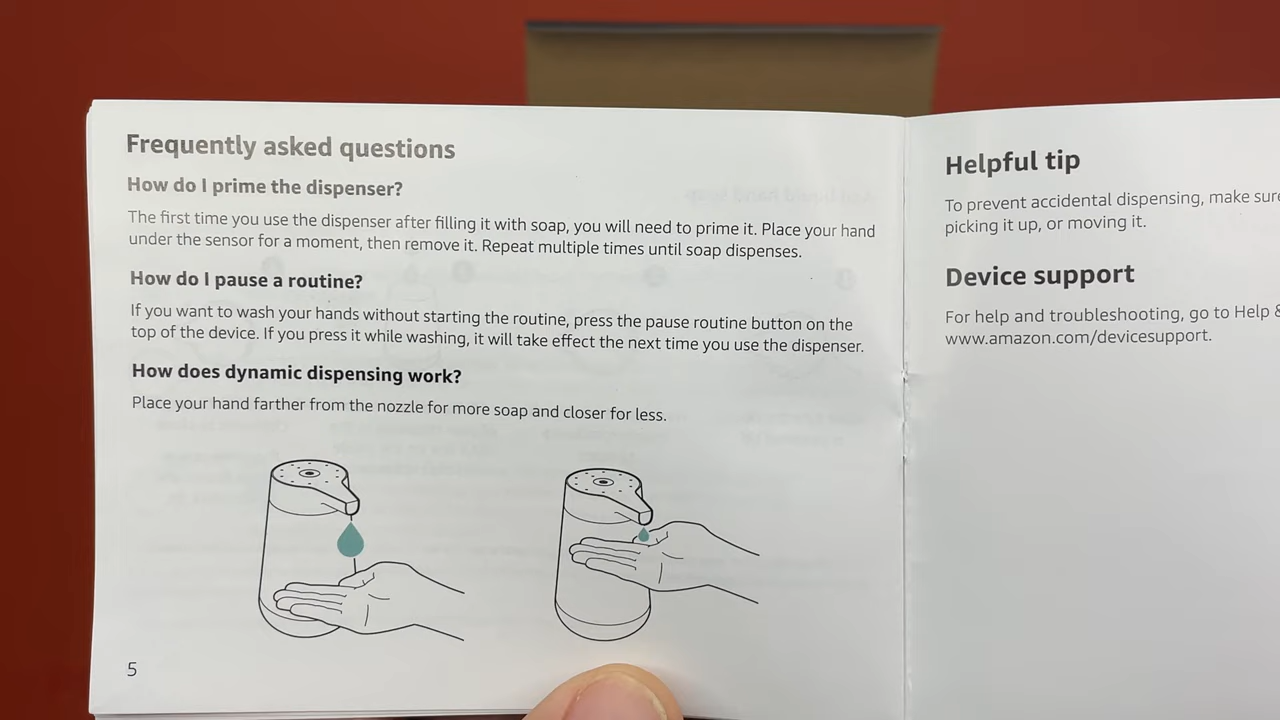 Frequently asked questions
How do I prime the dispenser?
The first time you use the dispenser after filling it with soap, you will need to prime it. Place your hand
under the sensor for a moment, then remove it. Repeat multiple times until soap dispenses.
How do I pause a routine?
If you want to wash your hands without starting the routine, press the pause routine button on the
top of the device. If you press it while washing, it will take effect the next time you use the dispenser.
How does dynamic dispensing work?
Place your hand farther from the nozzle for more soap and closer for less.
5
Helpful tip
To prevent accidental dispensing, make sure
picking it up, or moving it.
Device support
For help and troubleshooting, go to Help &
www.amazon.com/devicesupport.